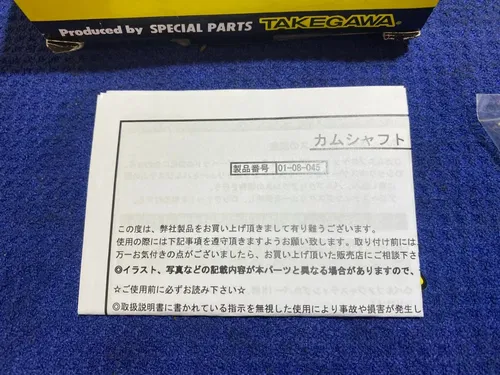 Produced by SPECIAL PARTS TAKEGAWA®
カムシャフト
製品番号 01-08-045
この度は、弊社製品をお買い上げ頂きまして有り難うございます。
使用の際には下記事項を遵守頂きますようお願い致します。取り付け前には
万一お気付きの点がございましたら、お買い上げ頂いた販売店にご相談下さ
◎イラスト、写真などの記載内容が本パーツと異なる場合がありますので、
☆ご使用前に必ずお読み下さい☆
◎取扱説明書に書かれている指示を無視した使用により事故や損害が発生し